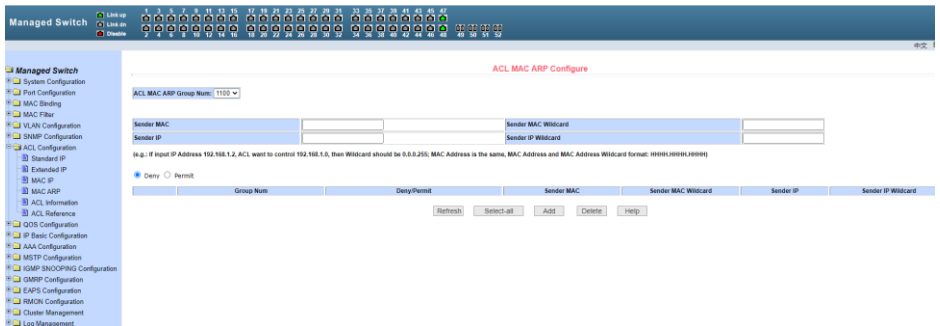 Managed Switch
Link up
Link dn
Disable
1 3 5 7 9 11 13 15 17 19 21 23 25 27 29 31 33 35 37 39 41 43 45 47
2 4 6 8 10 12 14 16 18 20 22 24 26 28 30 32 34 36 38 40 42 44 46 48 49 50 51 52
中文
Managed Switch
System Configuration
Port Configuration
MAC Binding
MAC Filter
VLAN Configuration
SNMP Configuration
ACL Configuration
Standard IP
Extended IP
MAC IP
MAC ARP
ACL Information
ACL Reference
QOS Configuration
IP Basic Configuration
AAA Configuration
MSTP Configuration
IGMP SNOOPING Configuration
GMRP Configuration
EAPS Configuration
RMON Configuration
Cluster Management
Log Management
ACL MAC ARP Configure
ACL MAC ARP Group Num: 1100
Sender MAC Sender MAC Wildcard
Sender IP Sender IP Wildcard
(e.g.: If input IP Address 192.168.1.2, ACL want to control 192.168.1.0, then Wildcard should be 0.0.0.255; MAC Address is the same, MAC Address and MAC Address Wildcard format: HHHH.HHHH.HHHH)
Deny Permit
Group Num Deny/Permit Sender MAC Sender MAC Wildcard Sender IP Sender IP Wildcard
Refresh Select-all Add Delete Help